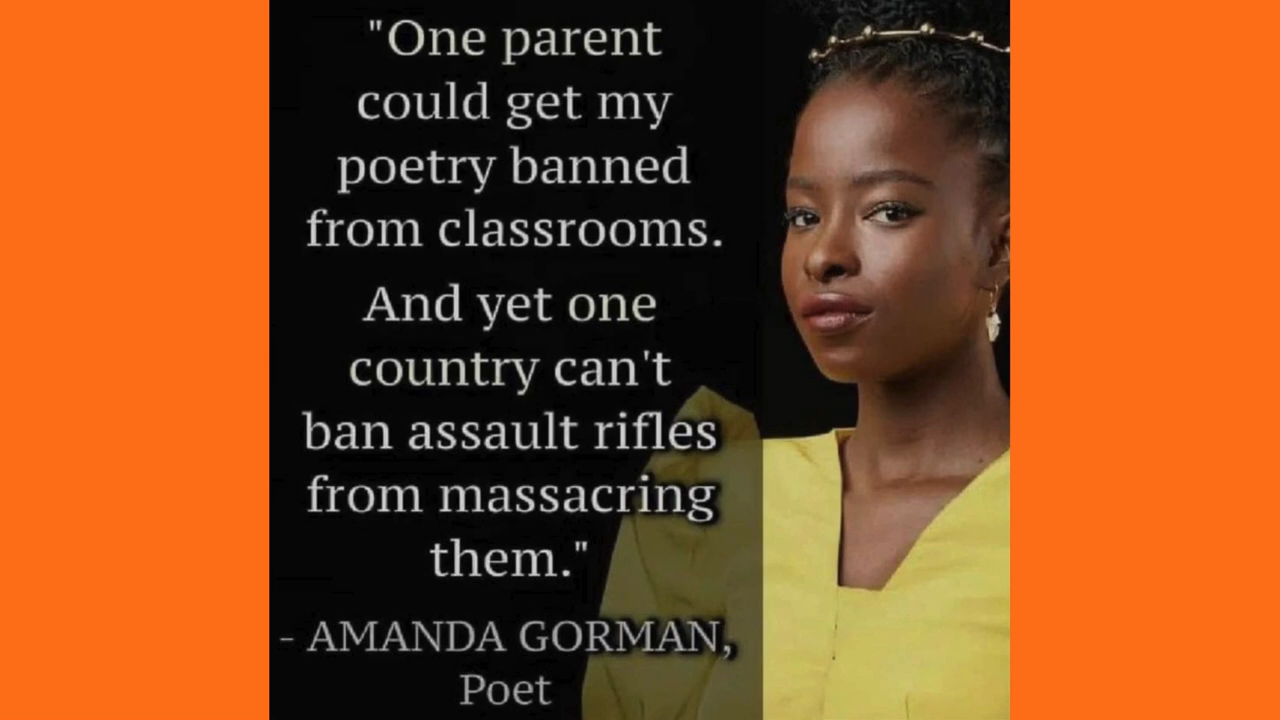 "One parent
could get my
poetry banned
from classrooms.
And yet one
country can't
ban assault rifles
from massacring
them."
- AMANDA GORMAN,
Poet